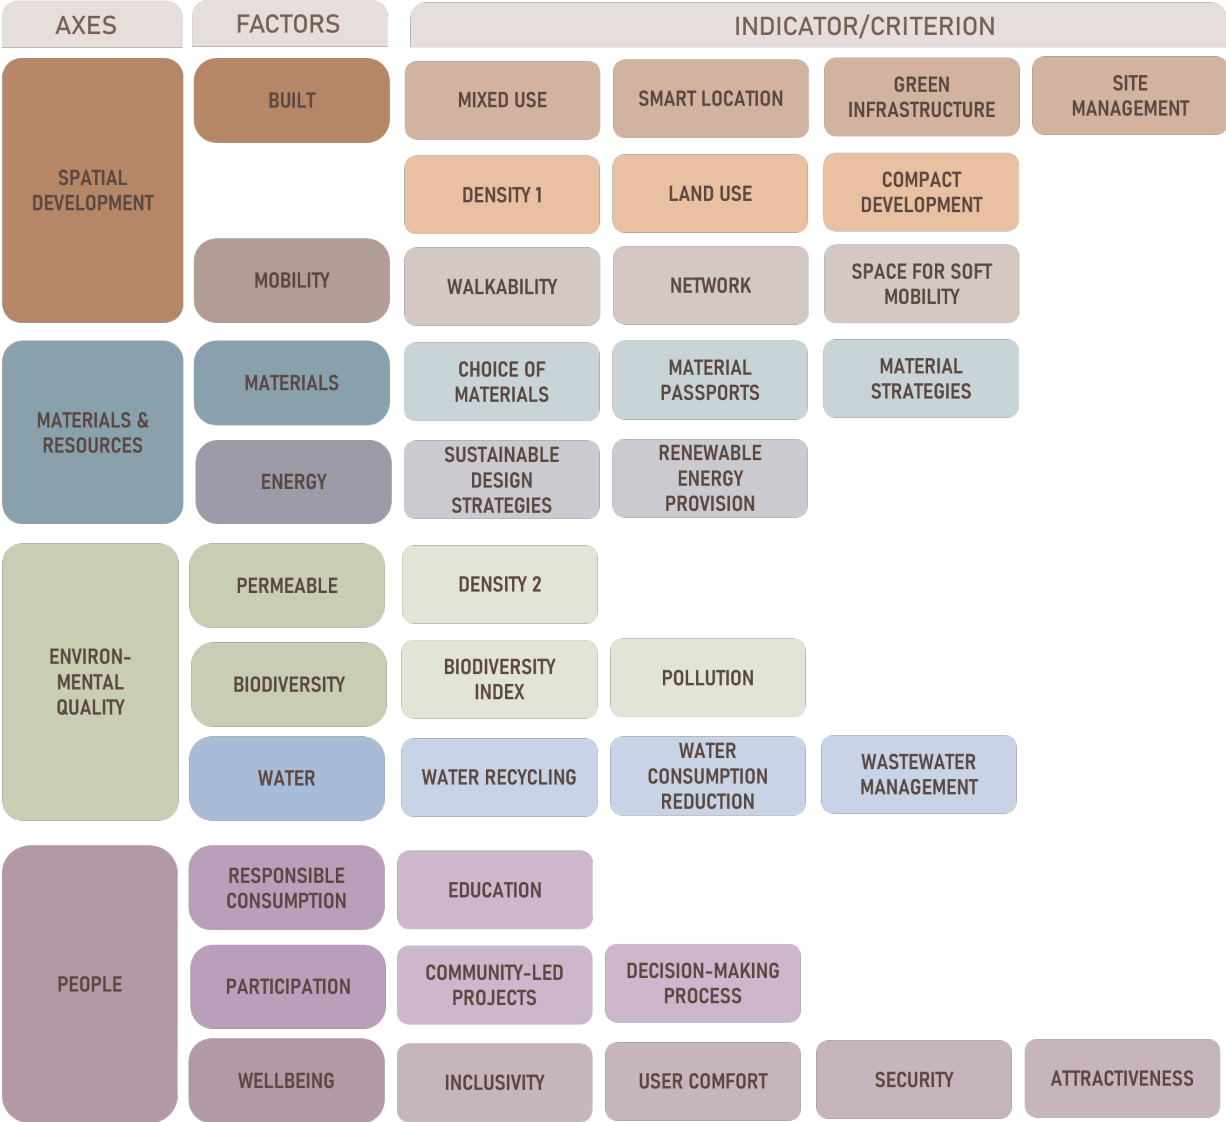 AXES
FACTORS
INDICATOR/CRITERION
SPATIAL
DEVELOPMENT
BUILT
MIXED USE
SMART LOCATION
GREEN
INFRASTRUCTURE
SITE
MANAGEMENT
DENSITY 1
LAND USE
COMPACT
DEVELOPMENT
MOBILITY
WALKABILITY
NETWORK
SPACE FOR SOFT
MOBILITY
MATERIALS &
RESOURCES
MATERIALS
CHOICE OF
MATERIALS
MATERIAL
PASSPORTS
MATERIAL
STRATEGIES
ENERGY
SUSTAINABLE
DESIGN
STRATEGIES
RENEWABLE
ENERGY
PROVISION
ENVIRON-
MENTAL
QUALITY
PERMEABLE
DENSITY 2
BIODIVERSITY
BIODIVERSITY
INDEX
POLLUTION
WATER
WATER RECYCLING
WATER
CONSUMPTION
REDUCTION
WASTEWATER
MANAGEMENT
PEOPLE
RESPONSIBLE
CONSUMPTION
EDUCATION
PARTICIPATION
COMMUNITY-LED
PROJECTS
DECISION-MAKING
PROCESS
WELLBEING
INCLUSIVITY
USER COMFORT
SECURITY
ATTRACTIVENESS